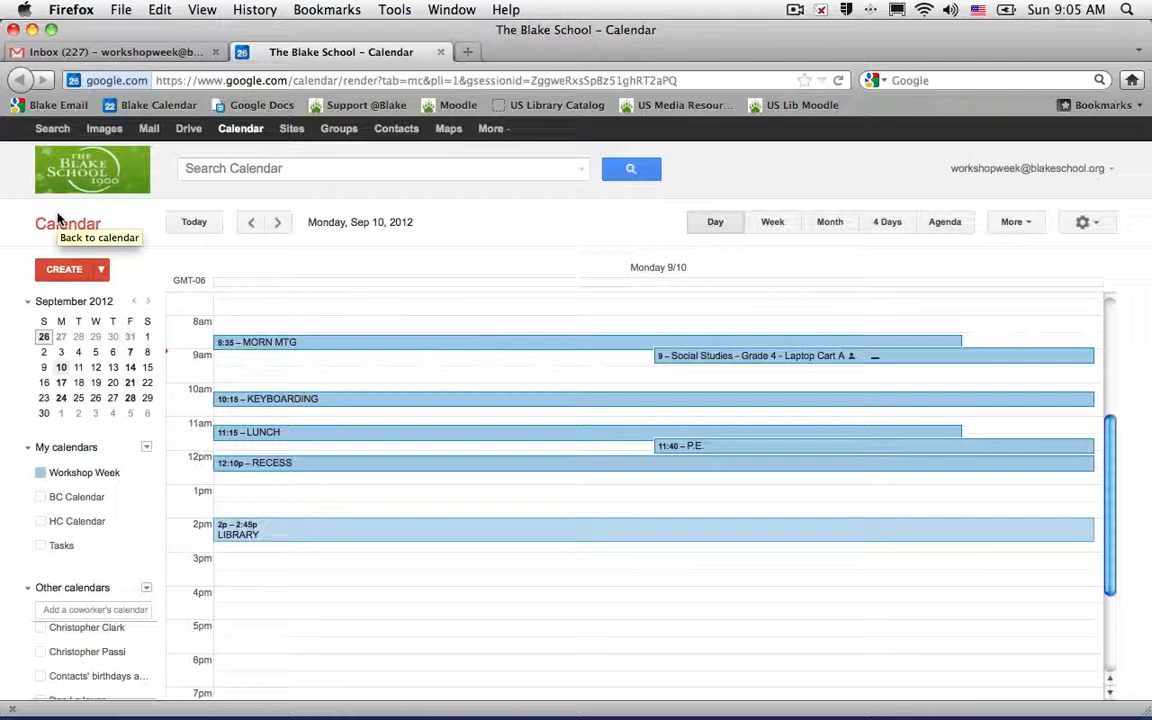 Firefox File Edit View History Bookmarks Tools Window Help Sun 9:05 AM
The Blake School – Calendar
Inbox (227) – workshopweek@b... The Blake School – Calendar
google.com https://www.google.com/calendar/render?tab=mc&pli=1&gsessionid=ZggweRxsSpBz51ghRT2aPQ Google
Blake Email 22 Blake Calendar Google Docs Support @Blake Moodle US Library Catalog US Media Resour... US Lib Moodle Bookmarks
Search Images Mail Drive Calendar Sites Groups Contacts Maps More
THE BLAKE SCHOOL 1900
Search Calendar
workshopweek@blakeschool.org
Calendar
Today
Monday, Sep 10, 2012
Day Week Month 4 Days Agenda More
Back to calendar
CREATE
Monday 9/10
GMT-06
September 2012
S M T W T F S
26 27 28 29 30 31 1
2 3 4 5 6 7 8
9 10 11 12 13 14 15
16 17 18 19 20 21 22
23 24 25 26 27 28 29
30 1 2 3 4 5 6
My calendars
Workshop Week
BC Calendar
HC Calendar
Tasks
Other calendars
Add a coworker's calendar
Christopher Clark
Christopher Passi
Contacts' birthdays a...
8am
8:35 – MORN MTG
9am
9 – Social Studies - Grade 4 - Laptop Cart A
10am
10:15 – KEYBOARDING
11am
11:15 – LUNCH
11:40 – P.E.
12pm
12:10p – RECESS
1pm
2pm
2p – 2:45p
LIBRARY
3pm
4pm
5pm
6pm
7pm